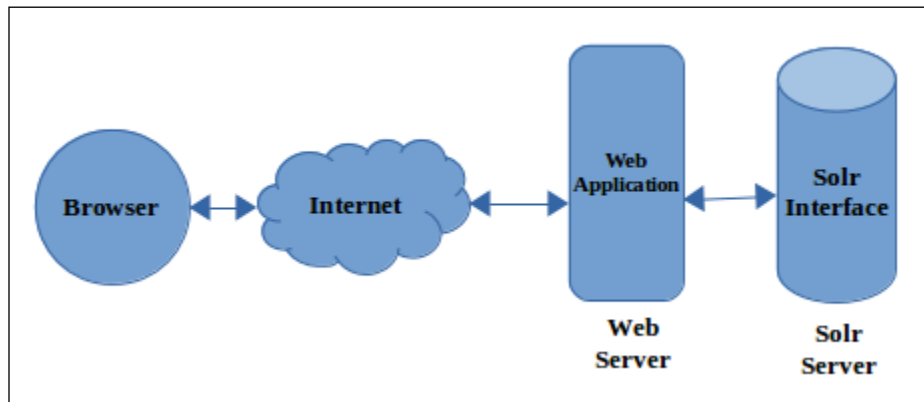 Browser
Internet
Web
Application
Solr
Interface
Web
Server
Solr
Server